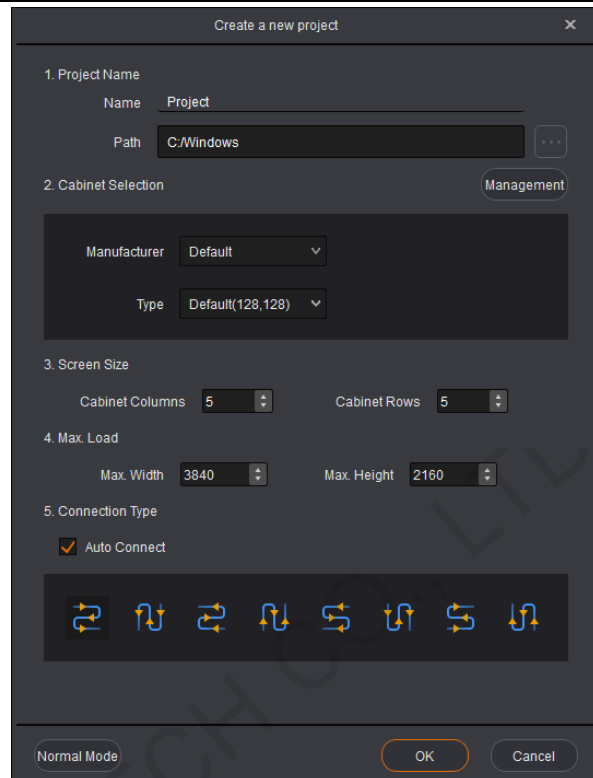 Create a new project
1. Project Name
Name Project
Path C:/Windows ...
2. Cabinet Selection Management
Manufacturer Default
Type Default(128,128)
3. Screen Size
Cabinet Columns 5 Cabinet Rows 5
4. Max. Load
Max. Width 3840 Max. Height 2160
5. Connection Type
Auto Connect
Normal Mode OK Cancel